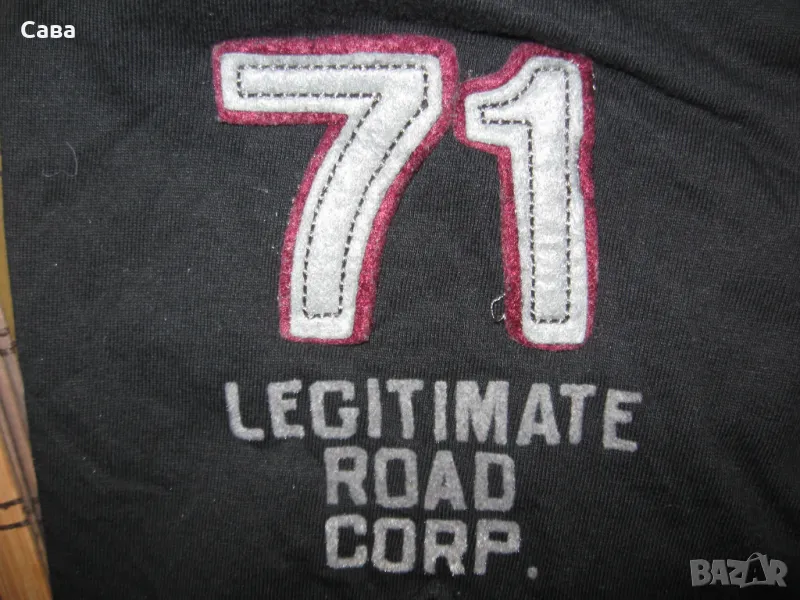 Сава
71
LEGITIMATE
ROAD
CORP.
BAZAR